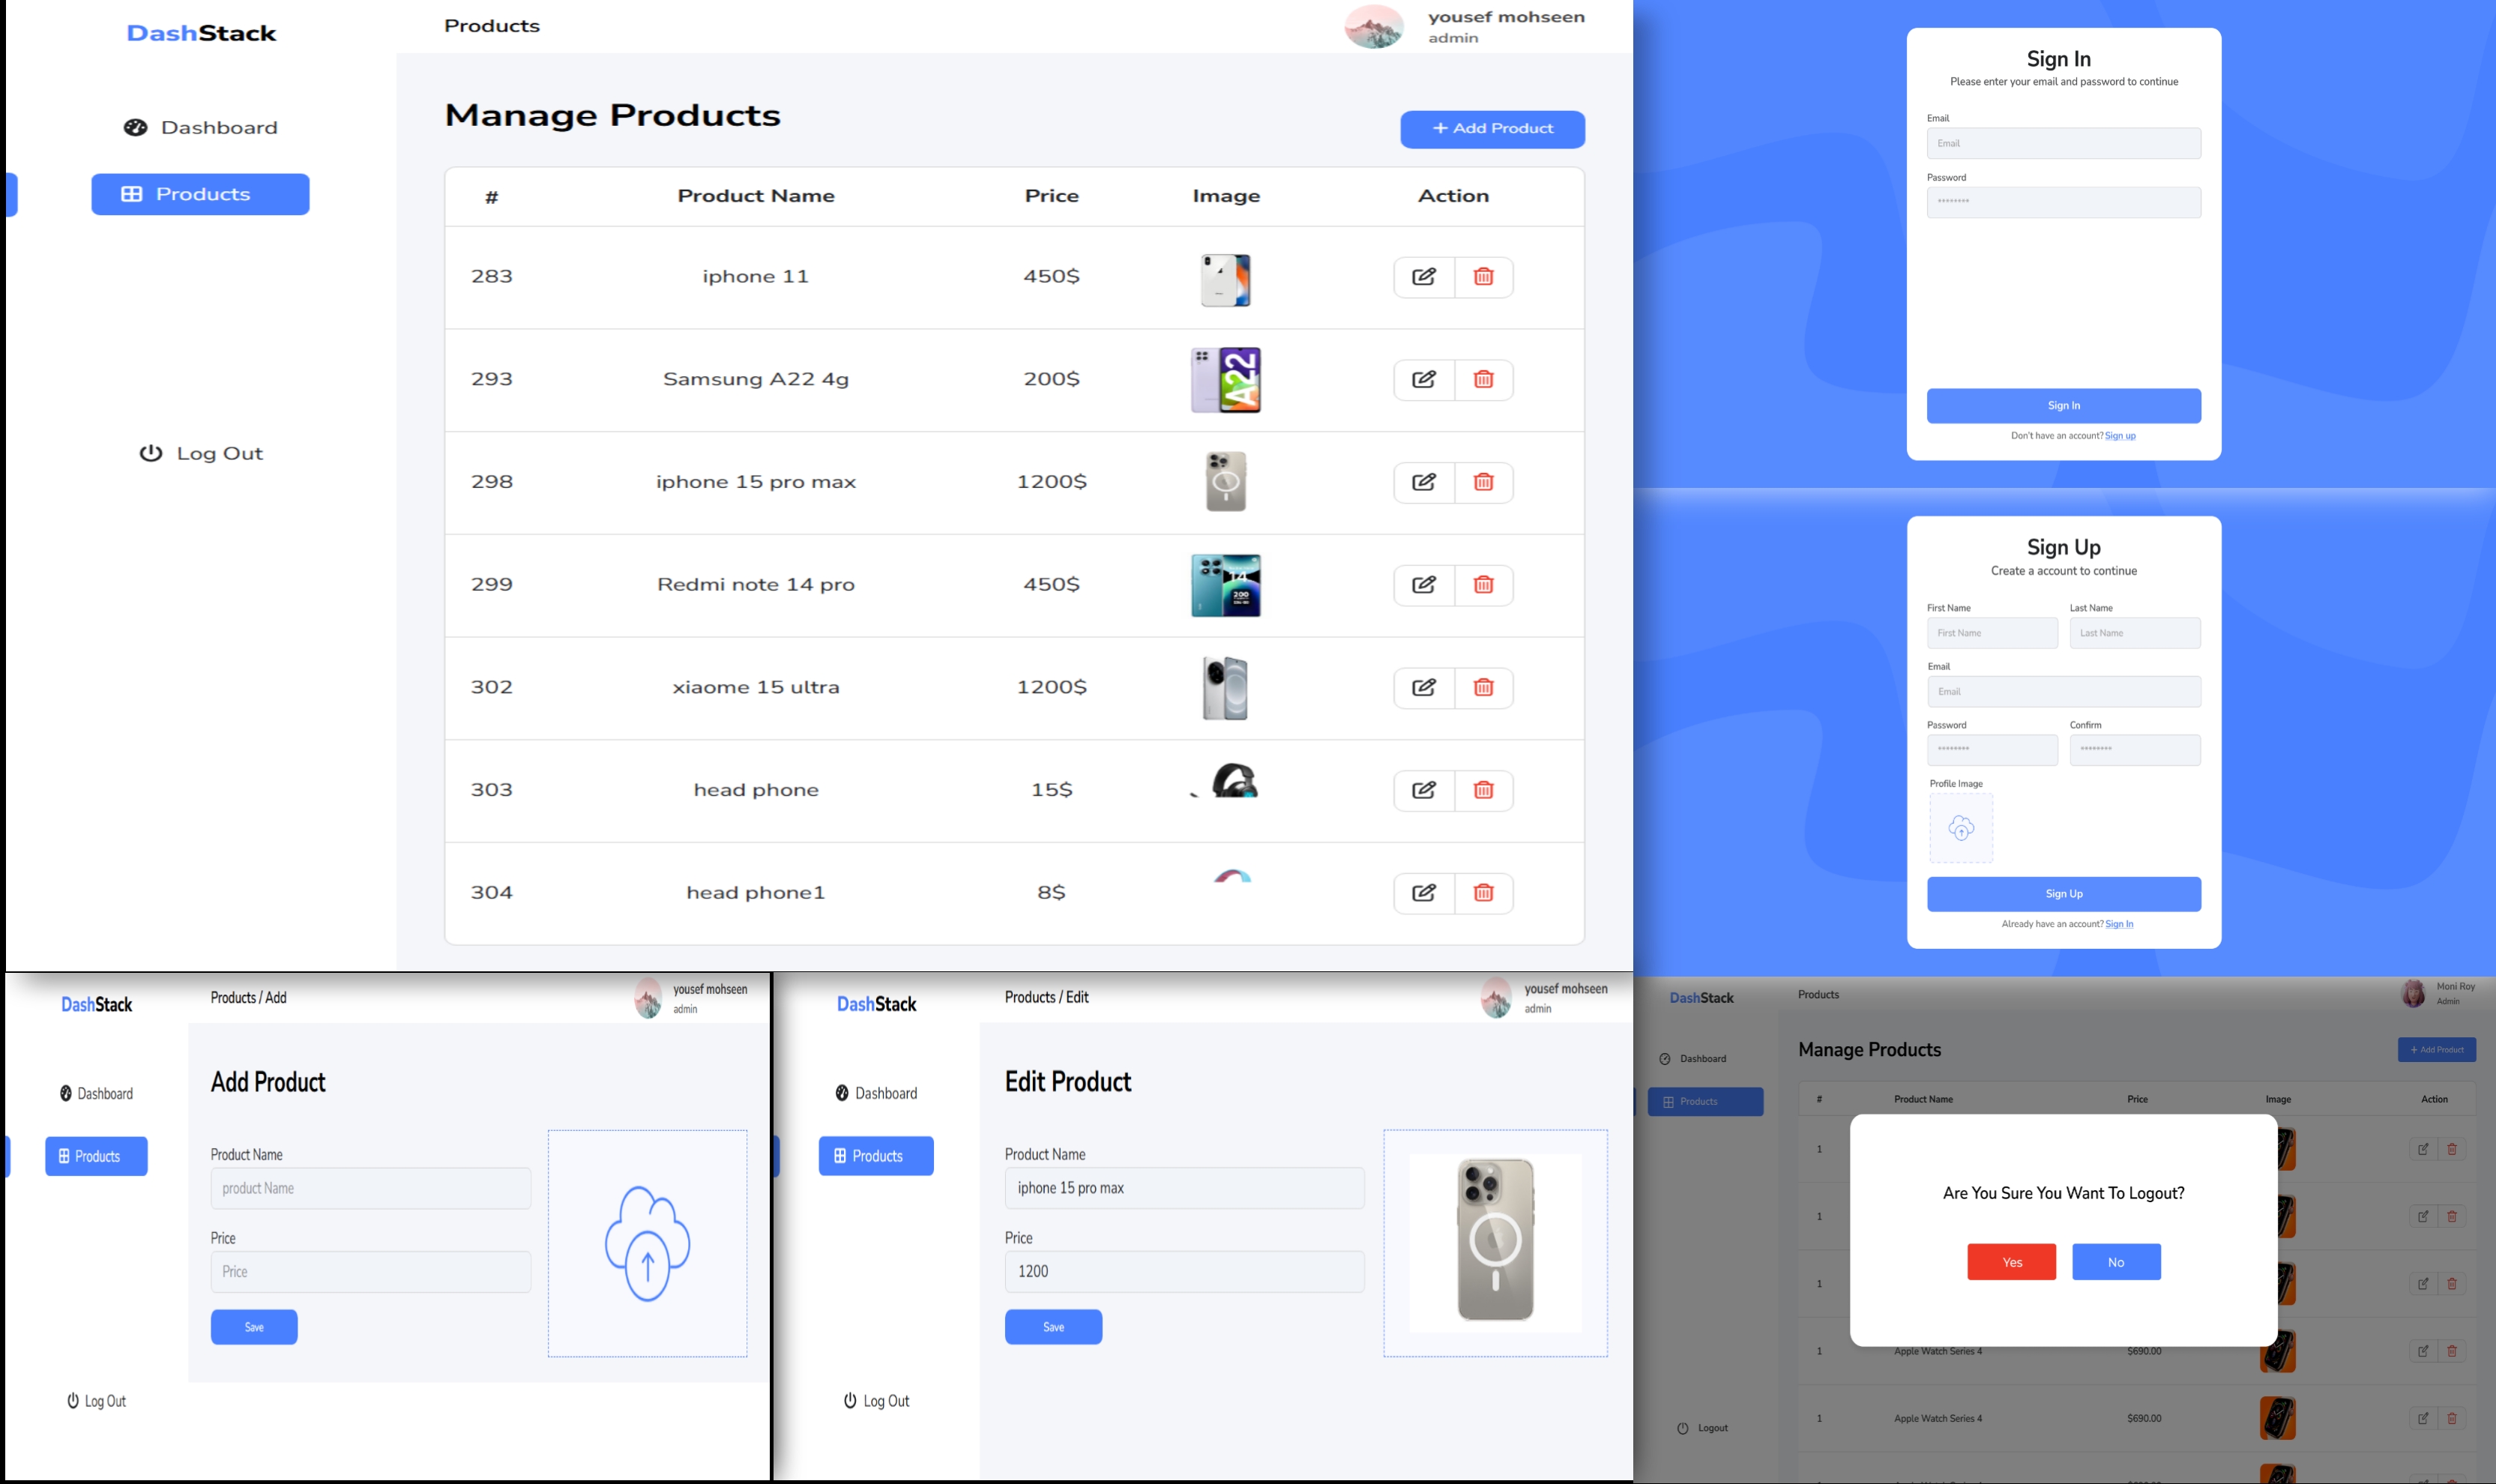 DashStack
Products
yousef mohseen
admin
Dashboard
Products
Log Out
Manage Products
+ Add Product
# Product Name Price Image Action
283 iphone 11 450$
293 Samsung A22 4g 200$
A22
298 iphone 15 pro max 1200$
299 Redmi note 14 pro 450$
14
200
302 xiaome 15 ultra 1200$
303 head phone 15$
304 head phone1 8$
Sign In
Please enter your email and password to continue
Email
Email
Password
********
Sign In
Don't have an account? Sign up
Sign Up
Create a account to continue
First Name Last Name
First Name Last Name
Email
Email
Password Confirm
******** ********
Profile Image
Sign Up
Already have an account? Sign In
DashStack
Products / Add
yousef mohseen
admin
Dashboard
Products
Log Out
Add Product
Product Name
product Name
Price
Price
Save
DashStack
Products / Edit
yousef mohseen
admin
Dashboard
Products
Log Out
Edit Product
Product Name
iphone 15 pro max
Price
1200
Save
DashStack
Products
Moni Roy
Admin
Dashboard
Products
Logout
Manage Products
+ Add Product
# Product Name Price Image Action
1
1
1
Are You Sure You Want To Logout?
Yes No
1 Apple Watch Series 4 $690.00
1 Apple Watch Series 4 $690.00